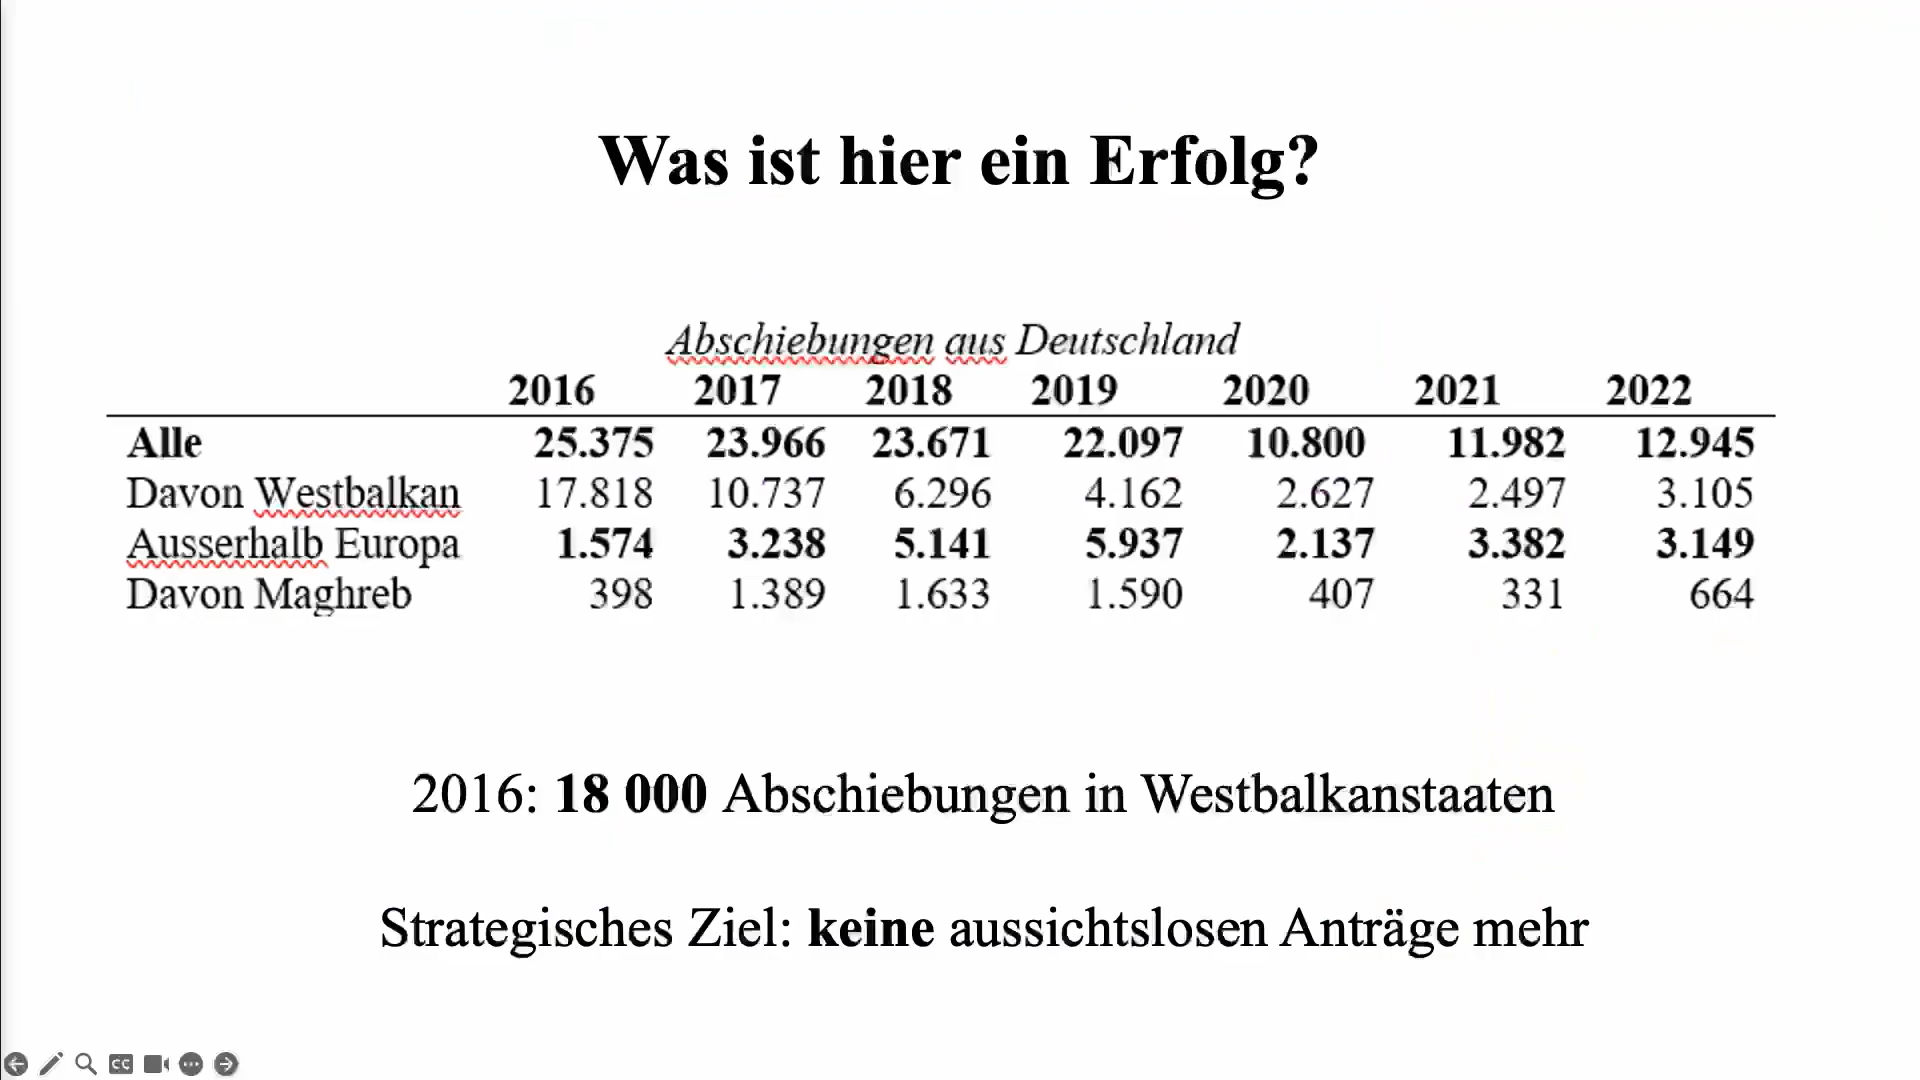 Was ist hier ein Erfolg?
Abschiebungen aus Deutschland
2016 2017 2018 2019 2020 2021 2022
Alle 25.375 23.966 23.671 22.097 10.800 11.982 12.945
Davon Westbalkan 17.818 10.737 6.296 4.162 2.627 2.497 3.105
Ausserhalb Europa 1.574 3.238 5.141 5.937 2.137 3.382 3.149
Davon Maghreb 398 1.389 1.633 1.590 407 331 664
2016: 18 000 Abschiebungen in Westbalkanstaaten
Strategisches Ziel: keine aussichtslosen Anträge mehr
CC